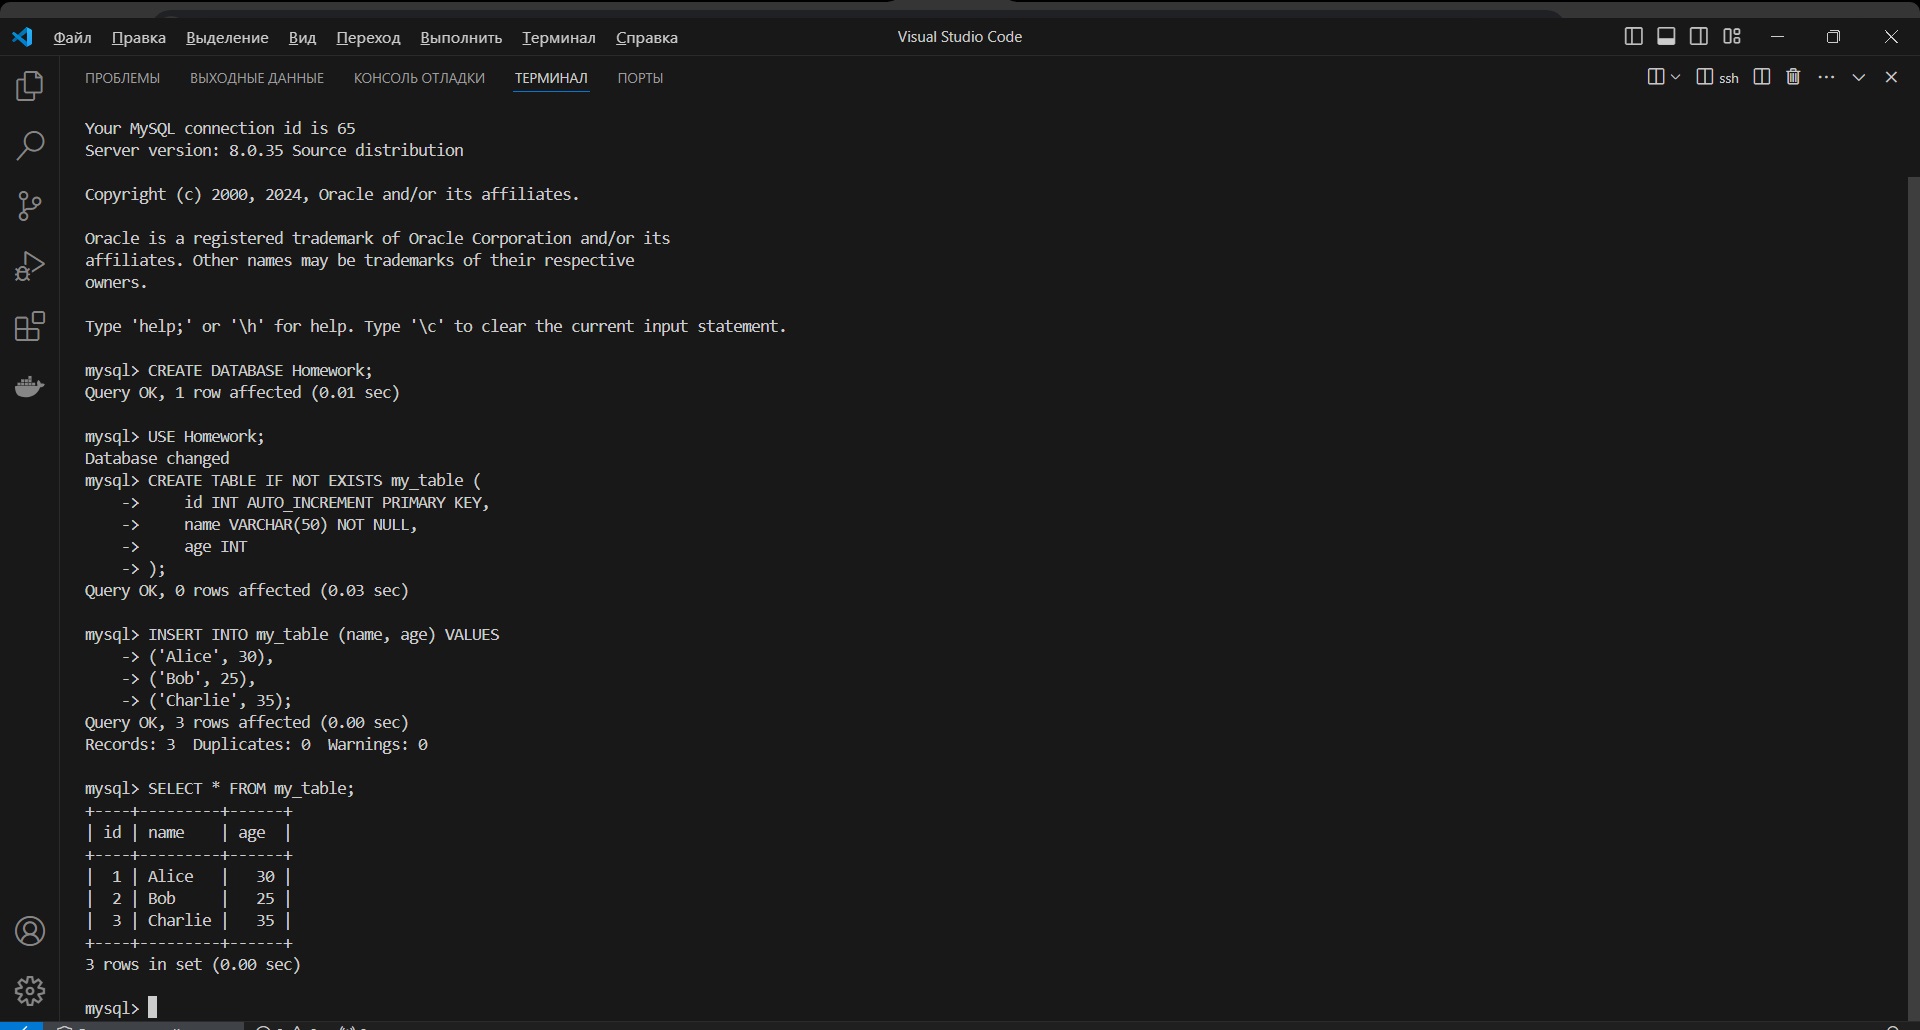 Файл Правка Выделение Вид Переход Выполнить Терминал Справка Visual Studio Code
ПРОБЛЕМЫ ВЫХОДНЫЕ ДАННЫЕ КОНСОЛЬ ОТЛАДКИ ТЕРМИНАЛ ПОРТЫ ssh
Your MySQL connection id is 65
Server version: 8.0.35 Source distribution
Copyright (c) 2000, 2024, Oracle and/or its affiliates.
Oracle is a registered trademark of Oracle Corporation and/or its
affiliates. Other names may be trademarks of their respective
owners.
Type 'help;' or '\h' for help. Type '\c' to clear the current input statement.
mysql> CREATE DATABASE Homework;
Query OK, 1 row affected (0.01 sec)
mysql> USE Homework;
Database changed
mysql> CREATE TABLE IF NOT EXISTS my_table (
    ->     id INT AUTO_INCREMENT PRIMARY KEY,
    ->     name VARCHAR(50) NOT NULL,
    ->     age INT
    -> );
Query OK, 0 rows affected (0.03 sec)
mysql> INSERT INTO my_table (name, age) VALUES
    -> ('Alice', 30),
    -> ('Bob', 25),
    -> ('Charlie', 35);
Query OK, 3 rows affected (0.00 sec)
Records: 3  Duplicates: 0  Warnings: 0
mysql> SELECT * FROM my_table;
+----+---------+------+
| id | name    | age  |
+----+---------+------+
|  1 | Alice   |   30 |
|  2 | Bob     |   25 |
|  3 | Charlie |   35 |
+----+---------+------+
3 rows in set (0.00 sec)
mysql>